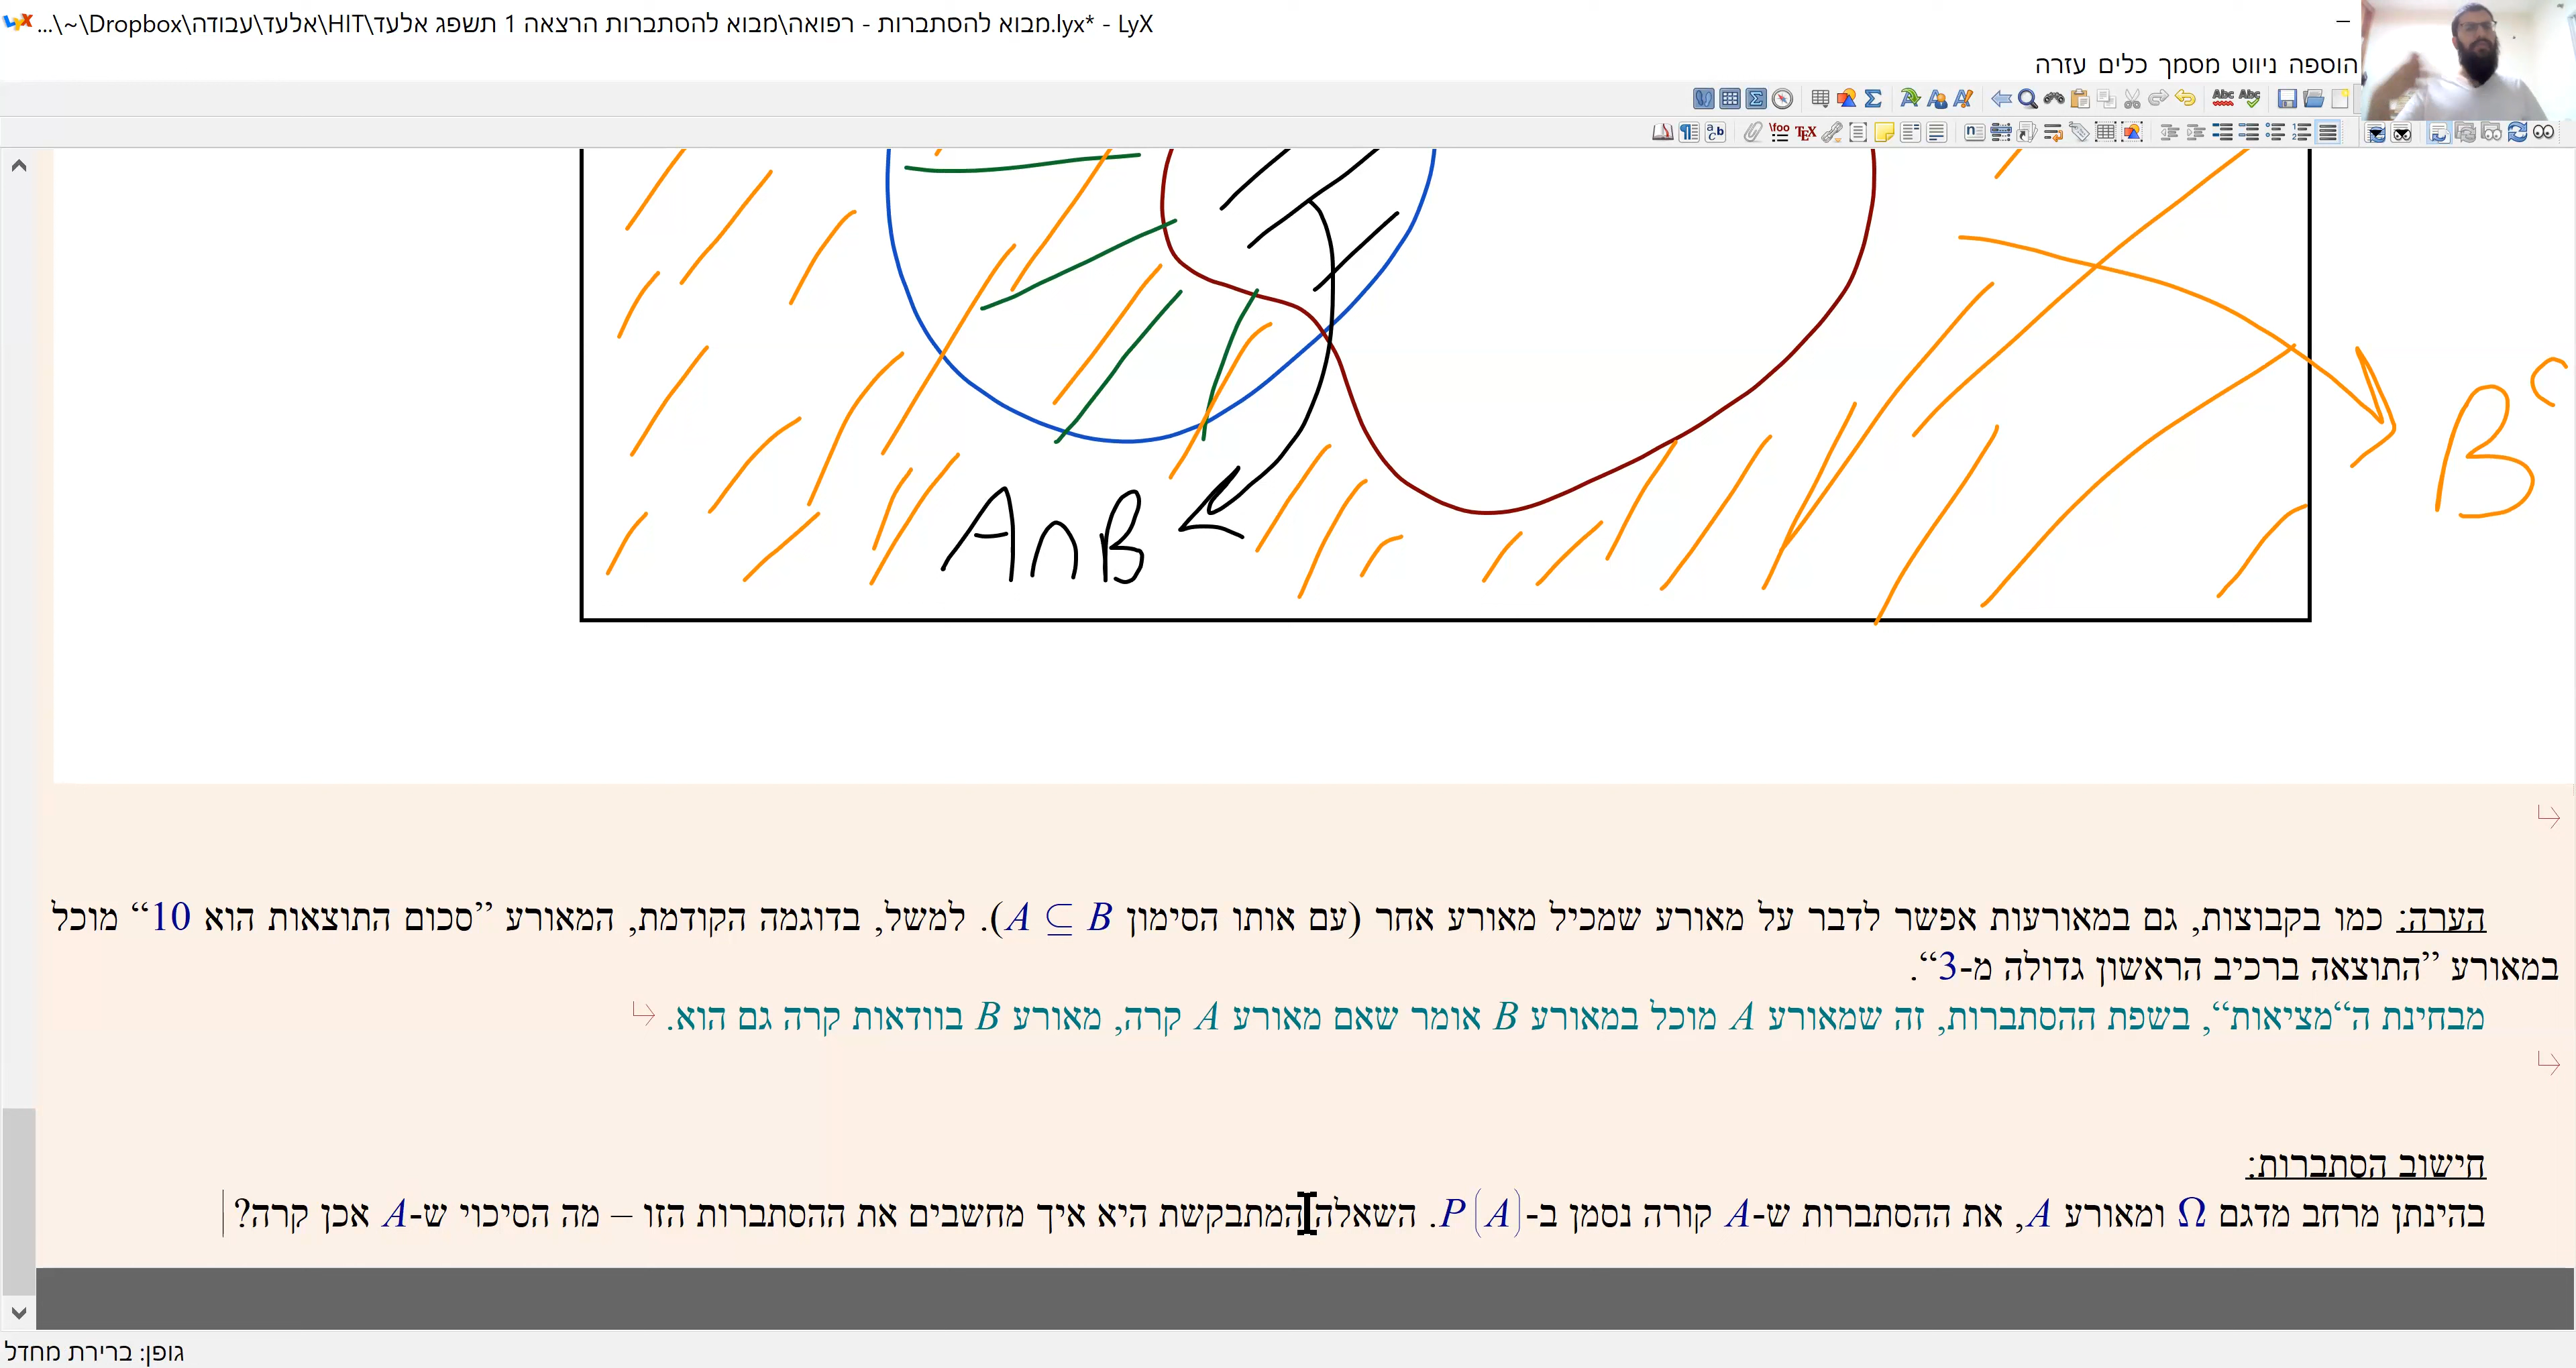 ...\~\Dropbox\עבודה\אלעד\HIT\מבוא להסתברות - רפואה\מבוא להסתברות הרצאה 1 תשפג אלעד.lyx* - LyX
הוספה ניווט מסמך כלים עזרה
B^c
A∩B
הערה: כמו בקבוצות, גם במאורעות אפשר לדבר על מאורע שמכיל מאורע אחר (עם אותו הסימון A ⊆ B). למשל, בדוגמה הקודמת, המאורע ”סכום התוצאות הוא 10“ מוכל
במאורע ”התוצאה ברכיב הראשון גדולה מ-3“.
מבחינת ה“מציאות“, בשפת ההסתברות, זה שמאורע A מוכל במאורע B אומר שאם מאורע A קרה, מאורע B בוודאות קרה גם הוא.
חישוב הסתברות:
בהינתן מרחב מדגם Ω ומאורע A, את ההסתברות ש-A קורה נסמן ב-P(A). השאלה המתבקשת היא איך מחשבים את ההסתברות הזו – מה הסיכוי ש-A אכן קרה?
גופן: ברירת מחדל